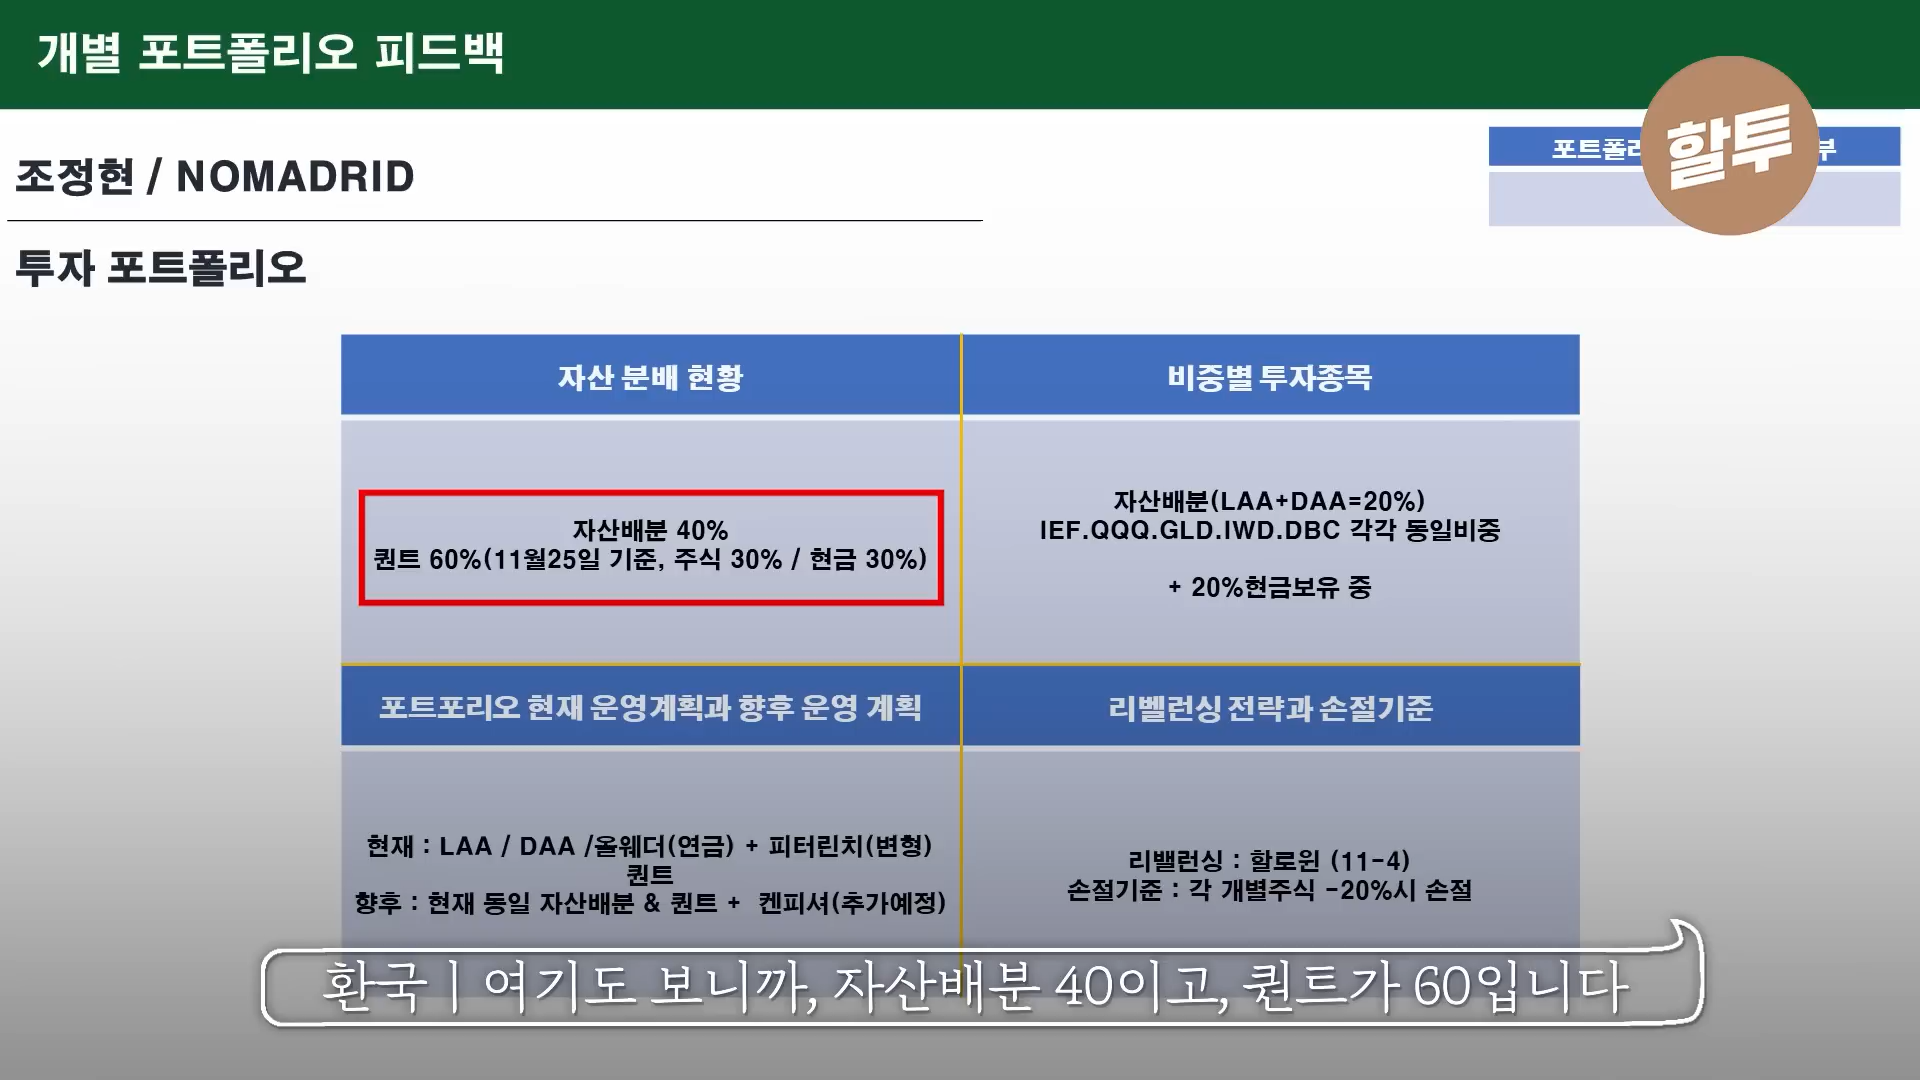 개별 포트폴리오 피드백
할투
포트폴리
부
조정현 / NOMADRID
투자 포트폴리오
자산 분배 현황
비중별 투자종목
자산배분 40%
퀀트 60%(11월25일 기준, 주식 30% / 현금 30%)
자산배분(LAA+DAA=20%)
IEF.QQQ.GLD.IWD.DBC 각각 동일비중
+ 20%현금보유 중
포트포리오 현재 운영계획과 향후 운영 계획
리벨런싱 전략과 손절기준
현재 : LAA / DAA /올웨더(연금) + 피터린치(변형)
퀀트
향후 : 현재 동일 자산배분 & 퀀트 + 켄피셔(추가예정)
리밸런싱 : 할로윈 (11-4)
손절기준 : 각 개별주식 -20%시 손절
환국ㅣ여기도 보니까, 자산배분 40이고, 퀀트가 60입니다